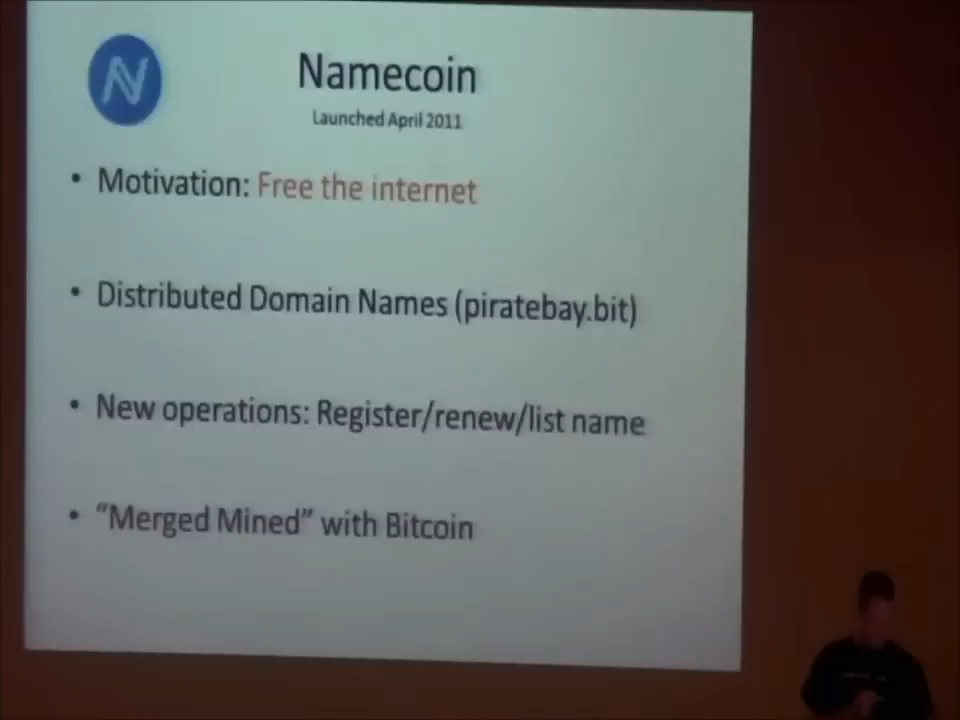 Namecoin
Launched April 2011
• Motivation: Free the internet
• Distributed Domain Names (piratebay.bit)
• New operations: Register/renew/list name
• “Merged Mined” with Bitcoin